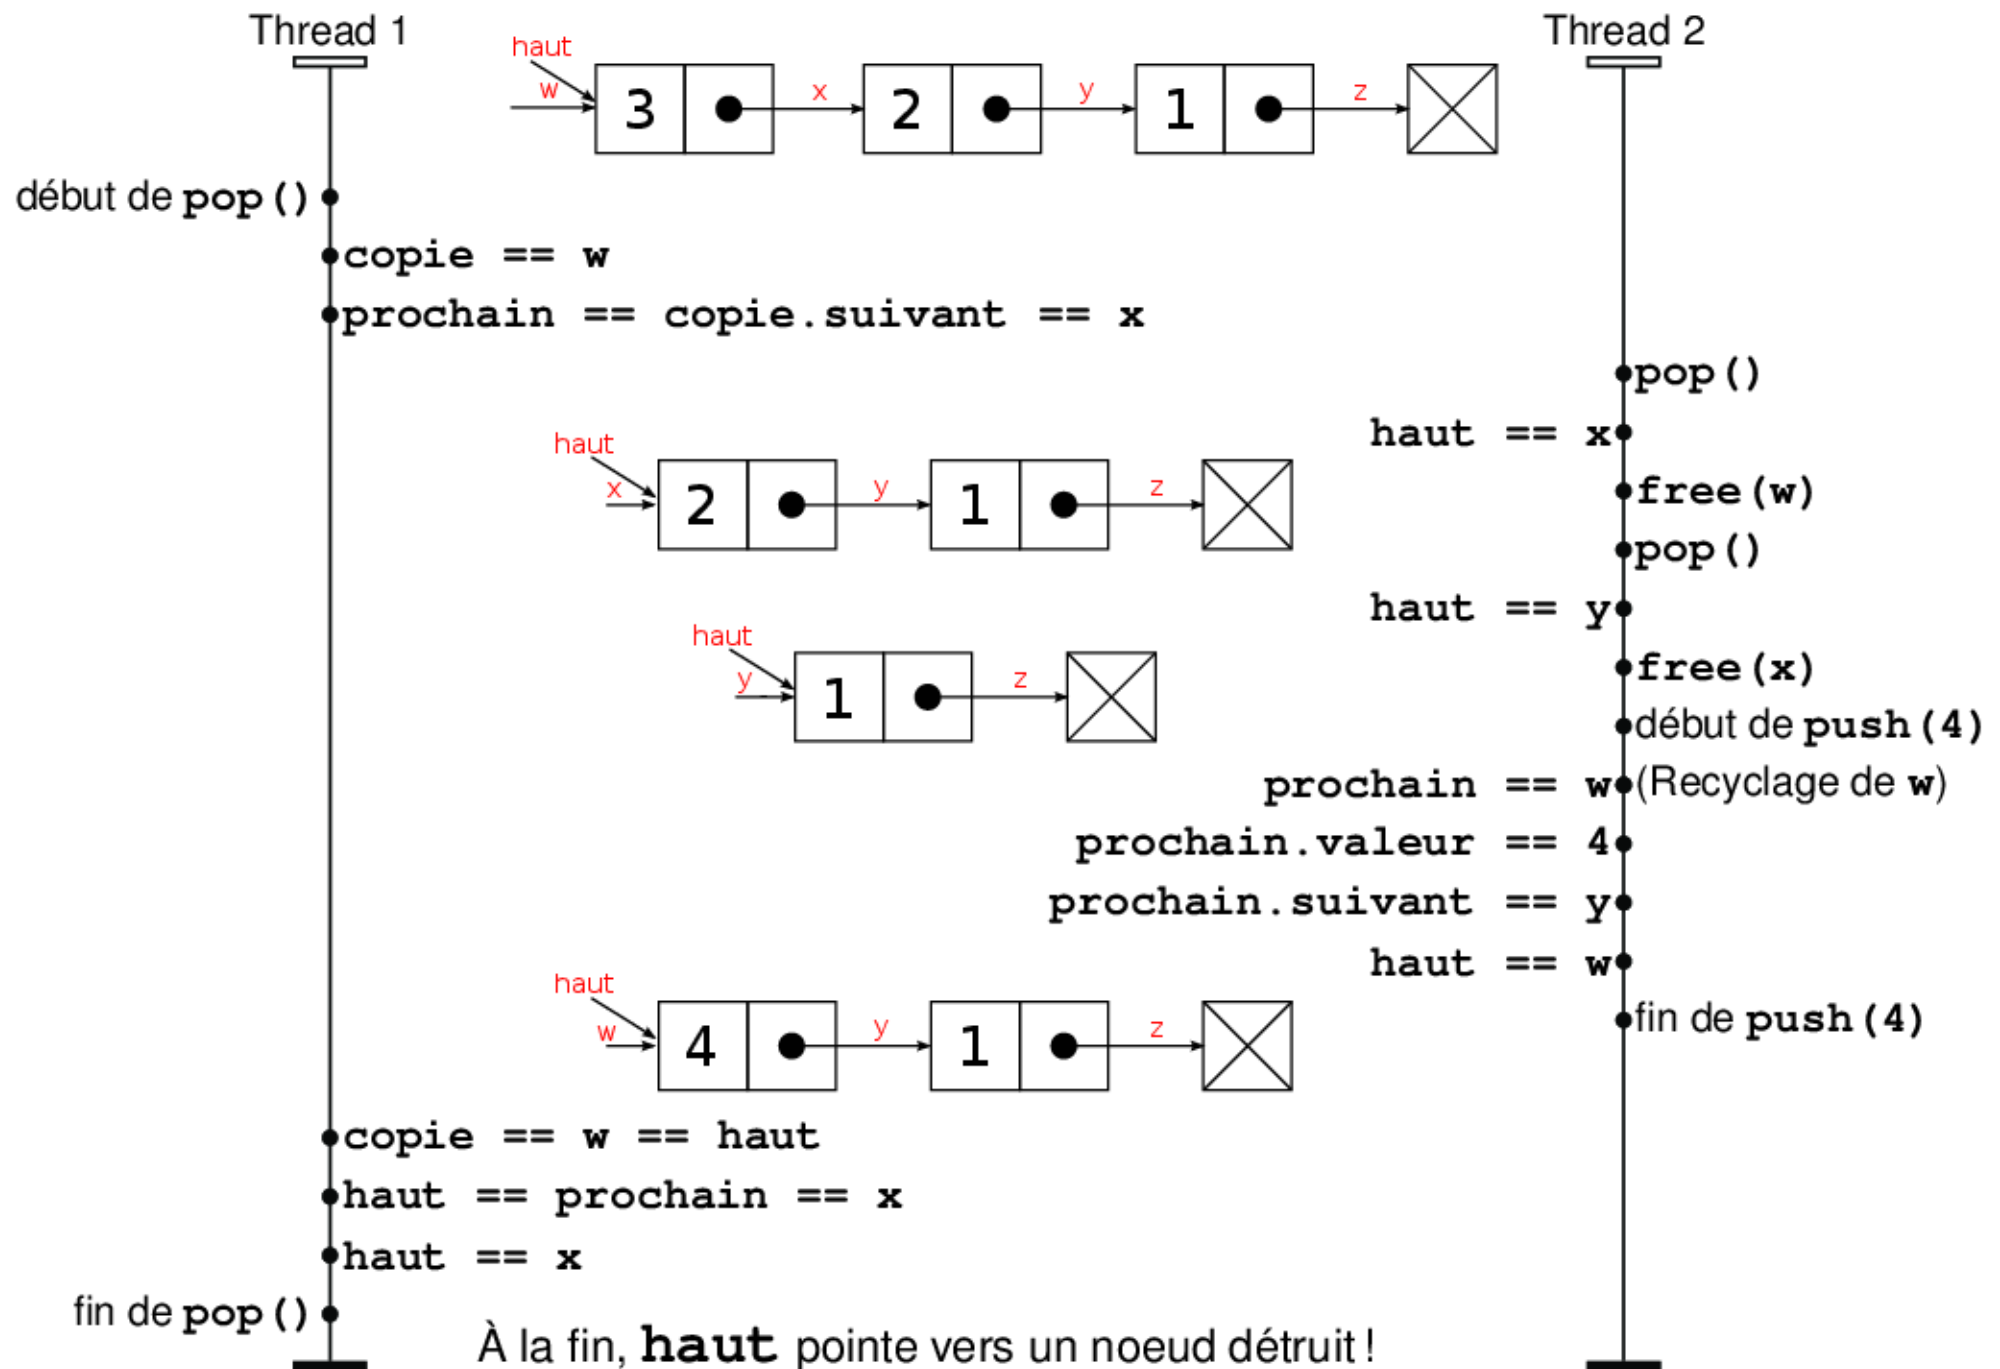 Thread 1
Thread 2
haut
w
3
x
2
y
1
z
début de pop()
copie == w
prochain == copie.suivant == x
pop()
haut == x
haut
x
2
y
1
z
free(w)
pop()
haut == y
haut
y
1
z
free(x)
début de push(4)
prochain == w (Recyclage de w)
prochain.valeur == 4
prochain.suivant == y
haut == w
haut
w
4
y
1
z
fin de push(4)
copie == w == haut
haut == prochain == x
haut == x
fin de pop()
À la fin, haut pointe vers un noeud détruit !